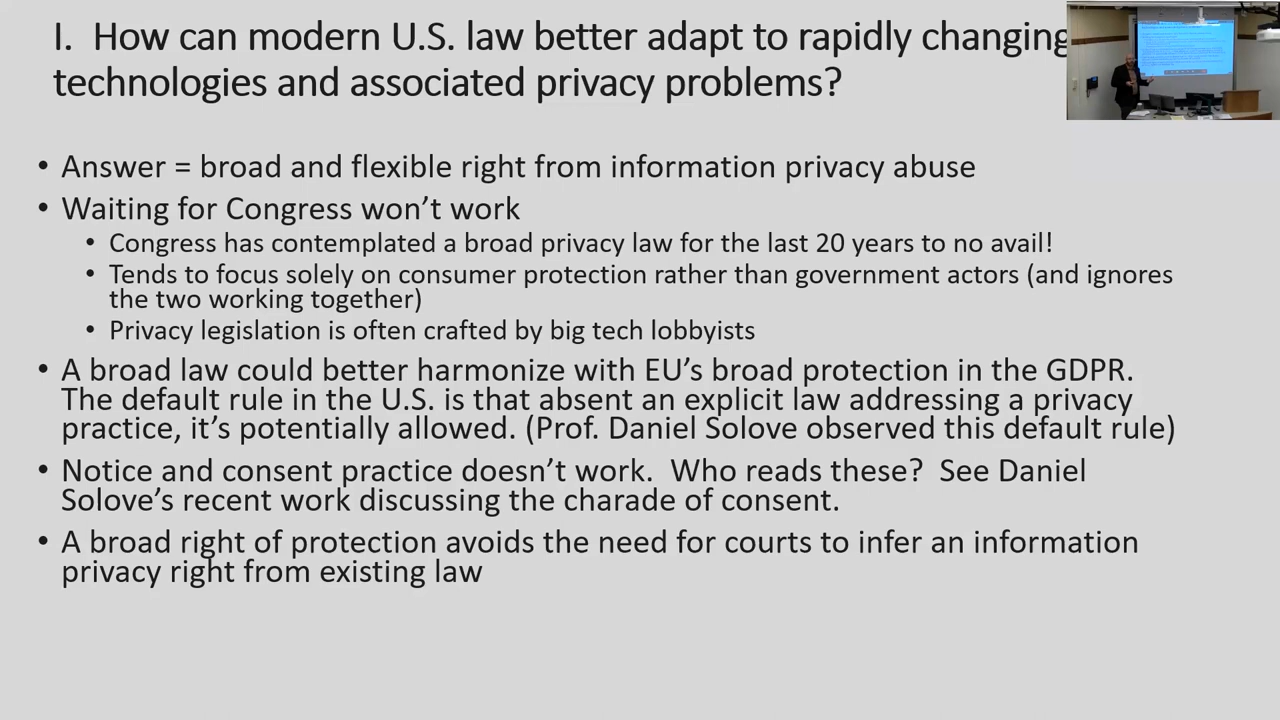 I. How can modern U.S. law better adapt to rapidly changing
technologies and associated privacy problems?
• Answer = broad and flexible right from information privacy abuse
• Waiting for Congress won't work
• Congress has contemplated a broad privacy law for the last 20 years to no avail!
• Tends to focus solely on consumer protection rather than government actors (and ignores
the two working together)
• Privacy legislation is often crafted by big tech lobbyists
• A broad law could better harmonize with EU's broad protection in the GDPR.
The default rule in the U.S. is that absent an explicit law addressing a privacy
practice, it's potentially allowed. (Prof. Daniel Solove observed this default rule)
• Notice and consent practice doesn't work.  Who reads these?  See Daniel
Solove's recent work discussing the charade of consent.
• A broad right of protection avoids the need for courts to infer an information
privacy right from existing law